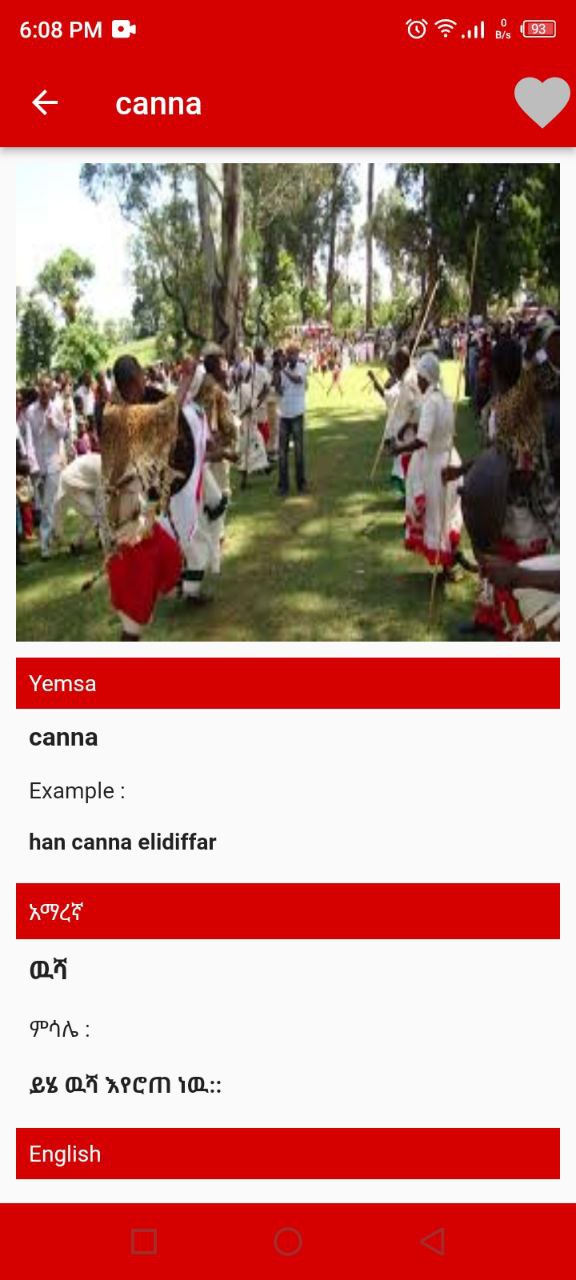 6:08 PM
0
B/s
93
canna
Yemsa
canna
Example :
han canna elidiffar
አማረኛ
ዉሻ
ምሳሌ :
ይሄ ዉሻ እየሮጠ ነዉ::
English